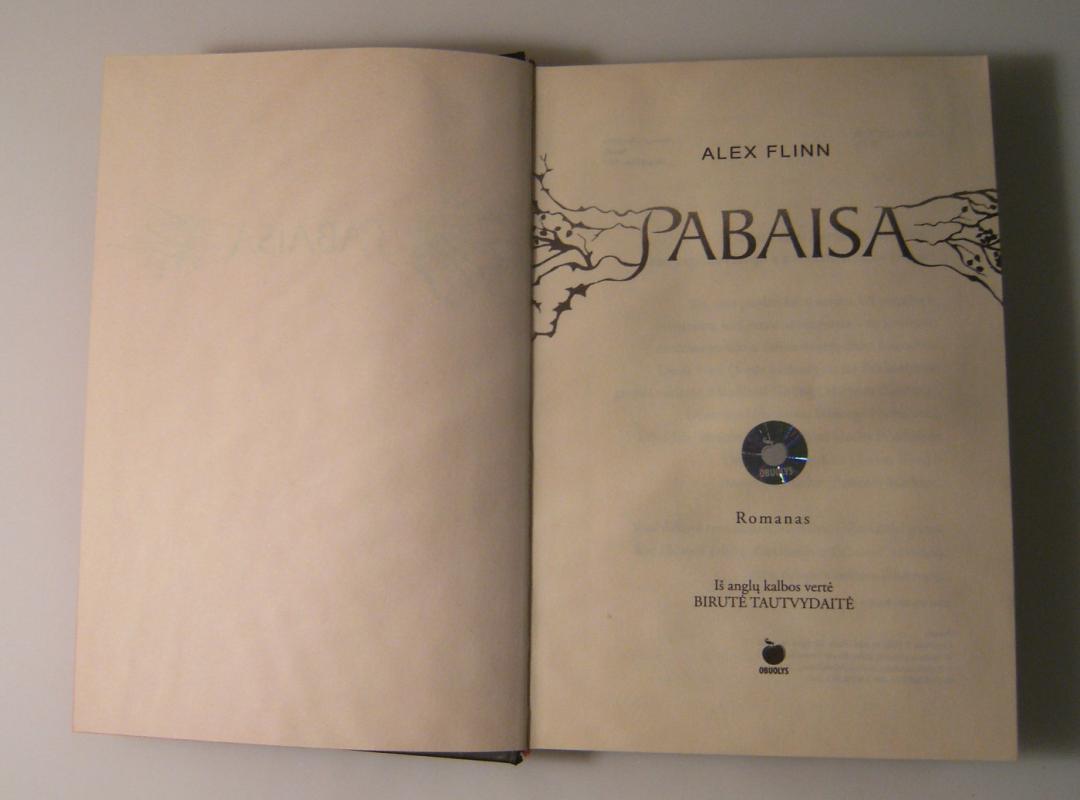 ALEX FLINN
PABAISA
OBUOLYS
Romanas
Iš anglų kalbos vertė
BIRUTĖ TAUTVYDAITĖ
OBUOLYS